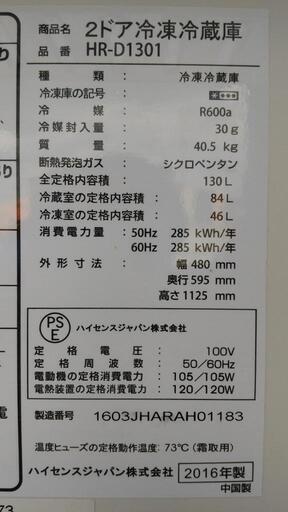 商品名 2ドア冷凍冷蔵庫
品番 HR-D1301
種類 : 冷凍冷蔵庫
冷凍庫の記号 :
冷媒 : R600a
冷媒封入量 : 30 g
質量 : 40.5 kg
断熱発泡ガス : シクロペンタン
全定格内容積 : 130 L
冷蔵室の定格内容積 : 84 L
冷凍室の定格内容積 : 46 L
消費電力量 : 50Hz 285 kWh/年
60Hz 285 kWh/年
外形寸法 : 幅 480 mm
奥行 595 mm
高さ 1125 mm
PS
E
ハイセンスジャパン株式会社
定格電圧 : 100V
定格周波数 : 50/60Hz
電動機の定格消費電力 : 105/105W
電熱装置の定格消費電力 : 120/120W
製造番号 1603JHARAH01183
温度ヒューズの定格動作温度: 73℃ (霜取用)
ハイセンスジャパン株式会社 2016年製
中国製